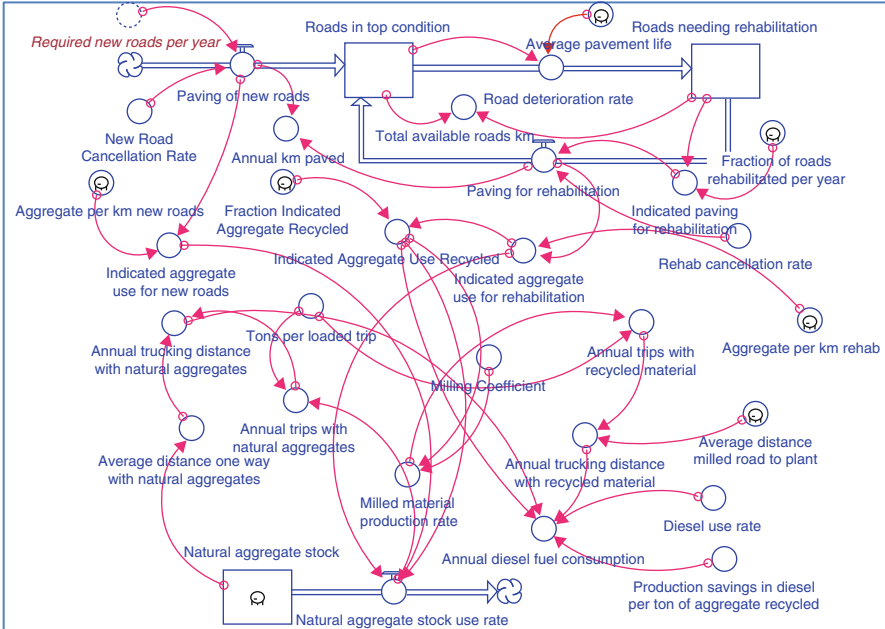 Required new roads per year
Roads in top condition
Roads needing rehabilitation
Average pavement life
Paving of new roads
Road deterioration rate
New Road
Cancellation Rate
Total available roads km
Annual km paved
Fraction of roads
rehabilitated per year
Paving for rehabilitation
Aggregate per km new roads
Fraction Indicated
Aggregate Recycled
Indicated paving
for rehabilitation
Indicated aggregate
use for new roads
Indicated Aggregate Use Recycled
Indicated aggregate
use for rehabilitation
Rehab cancellation rate
Tons per loaded trip
Annual trucking distance
with natural aggregates
Annual trips with
recycled material
Aggregate per km rehab
Milling Coefficient
Annual trips with
natural aggregates
Average distance one way
with natural aggregates
Annual trucking distance
with recycled material
Average distance
milled road to plant
Milled material
production rate
Diesel use rate
Natural aggregate stock
Annual diesel fuel consumption
Production savings in diesel
per ton of aggregate recycled
Natural aggregate stock use rate